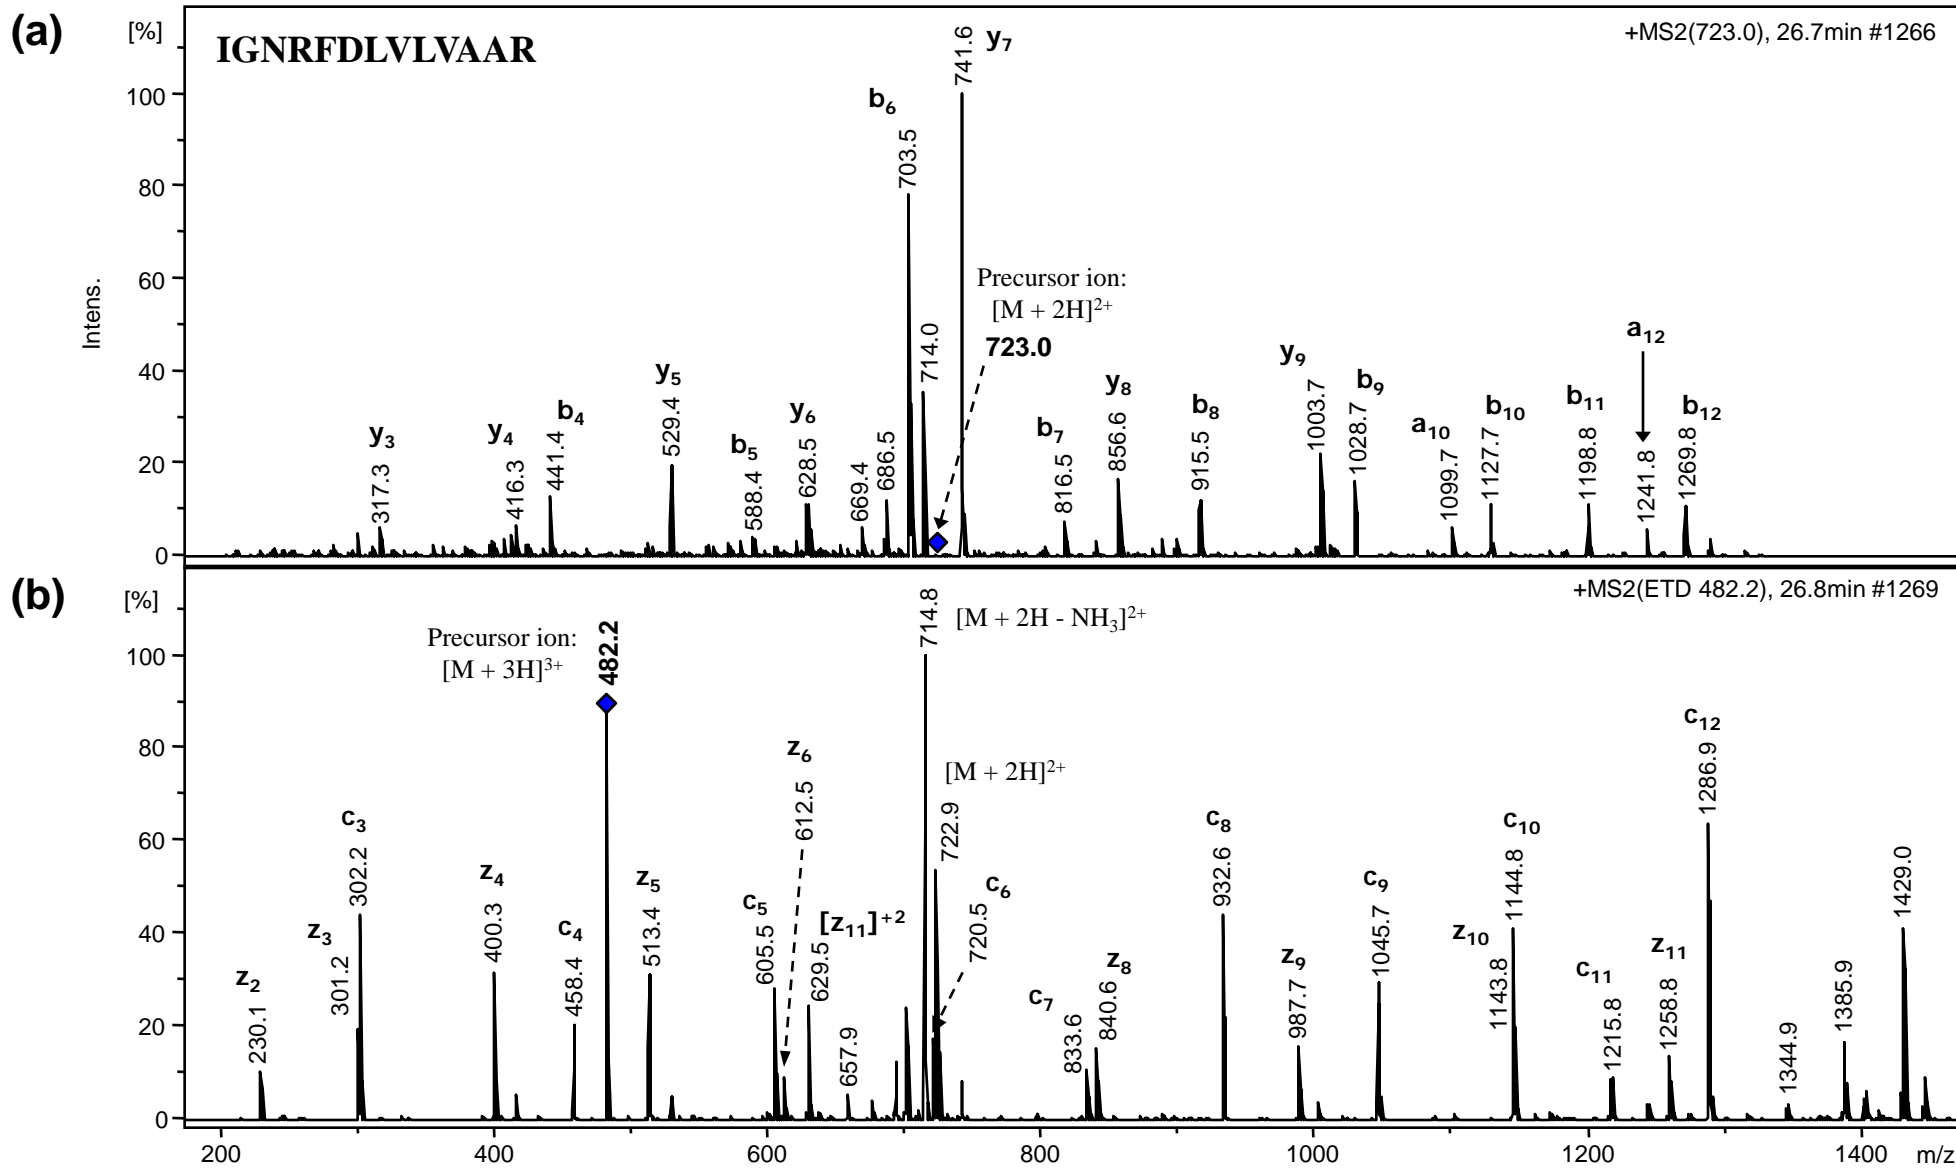 (a)
[%]
IGNRFDLVLVAAR
+MS2(723.0), 26.7min #1266
Intens.
100
80
60
40
20
0
y3
317.3
y4
416.3
b4
441.4
y5
529.4
b5
588.4
y6
628.5
669.4
686.5
b6
703.5
714.0
741.6
y7
Precursor ion:
[M + 2H]2+
723.0
b7
816.5
y8
856.6
b8
915.5
y9
1003.7
b9
1028.7
a10
1099.7
b10
1127.7
b11
1198.8
a12
1241.8
b12
1269.8
(b)
[%]
+MS2(ETD 482.2), 26.8min #1269
100
80
60
40
20
0
z2
230.1
z3
301.2
c3
302.2
z4
400.3
c4
458.4
Precursor ion:
[M + 3H]3+
482.2
z5
513.4
c5
605.5
z6
612.5
[z11]+2
629.5
657.9
714.8
[M + 2H - NH3]2+
[M + 2H]2+
722.9
c6
720.5
c7
833.6
z8
840.6
c8
932.6
z9
987.7
c9
1045.7
z10
1143.8
c10
1144.8
c11
1215.8
z11
1258.8
c12
1286.9
1344.9
1385.9
1429.0
200
400
600
800
1000
1200
1400
m/z